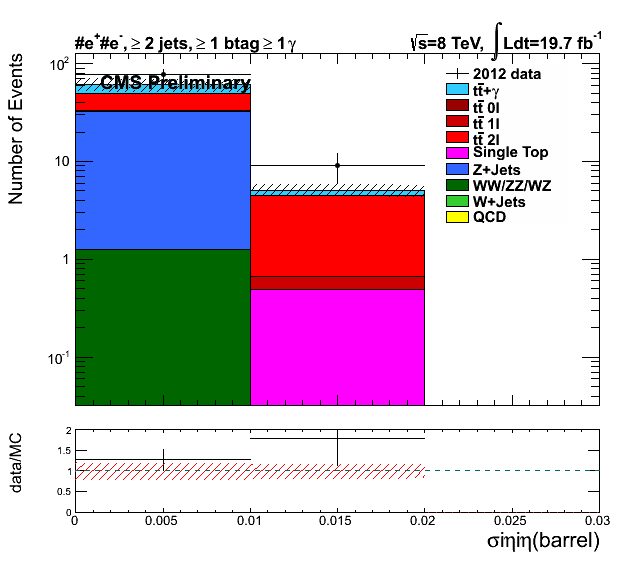 #e+#e-, ≥ 2 jets, ≥ 1 btag ≥ 1γ
√s=8 TeV, ∫Ldt=19.7 fb-1
CMS Preliminary
Number of Events
10²
10
1
10-1
2012 data
tt̄+γ
tt̄ 0l
tt̄ 1l
tt̄ 2l
Single Top
Z+Jets
WW/ZZ/WZ
W+Jets
QCD
data/MC
2
1.5
1
0.5
0
0 0.005 0.01 0.015 0.02 0.025 0.03
σiηiη(barrel)